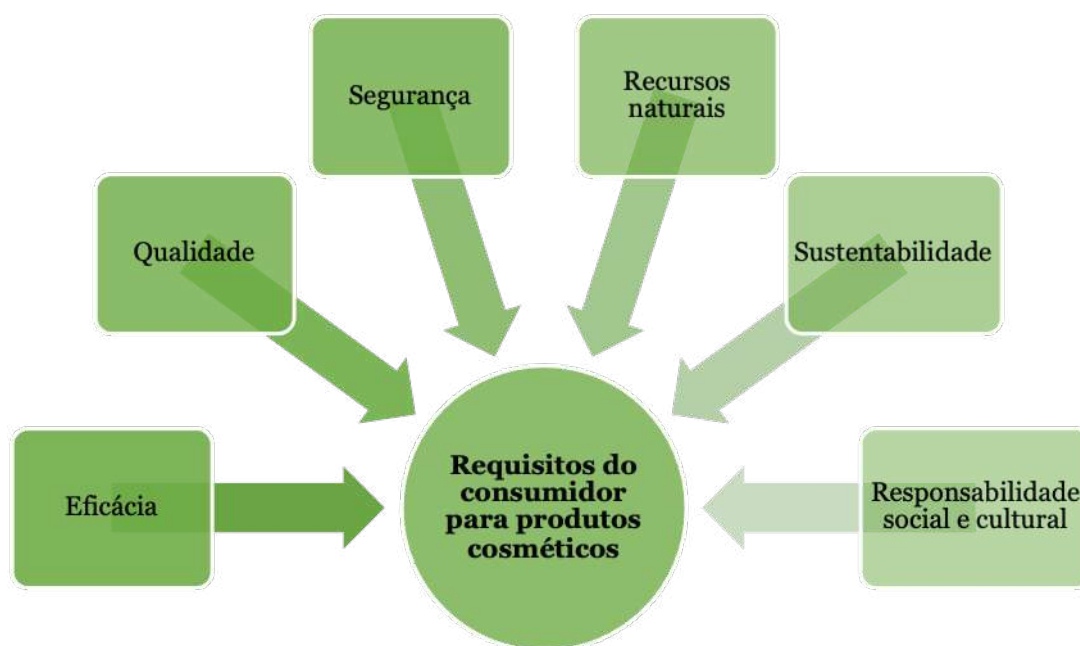 Segurança
Recursos
naturais
Qualidade
Sustentabilidade
Eficácia
Requisitos do
consumidor
para produtos
cosméticos
Responsabilidade
social e cultural